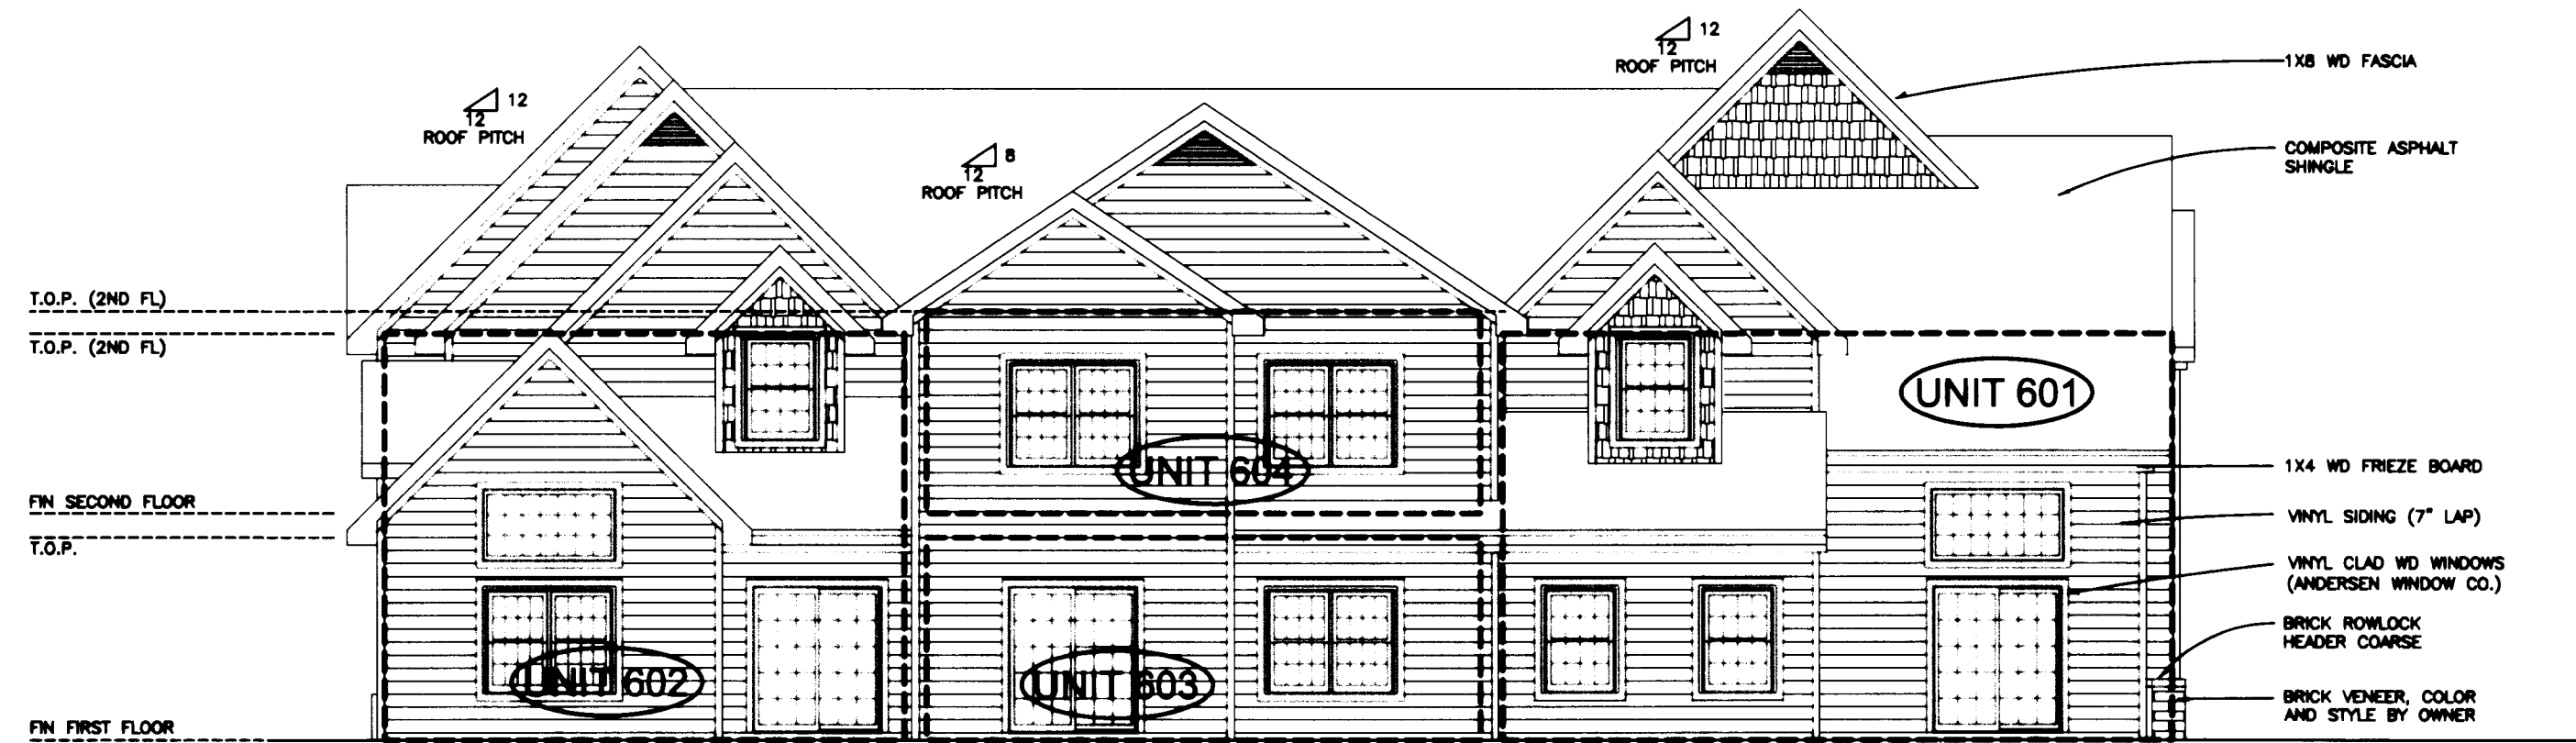 12
12
ROOF PITCH
1X8 WD FASCIA
12
12
ROOF PITCH
8
12
ROOF PITCH
COMPOSITE ASPHALT
SHINGLE
T.O.P. (2ND FL)
T.O.P. (2ND FL)
UNIT 601
UNIT 604
1X4 WD FRIEZE BOARD
FIN SECOND FLOOR
VINYL SIDING (7" LAP)
T.O.P.
VINYL CLAD WD WINDOWS
(ANDERSEN WINDOW CO.)
BRICK ROWLOCK
HEADER COARSE
UNIT 602
UNIT 603
BRICK VENEER, COLOR
AND STYLE BY OWNER
FIN FIRST FLOOR